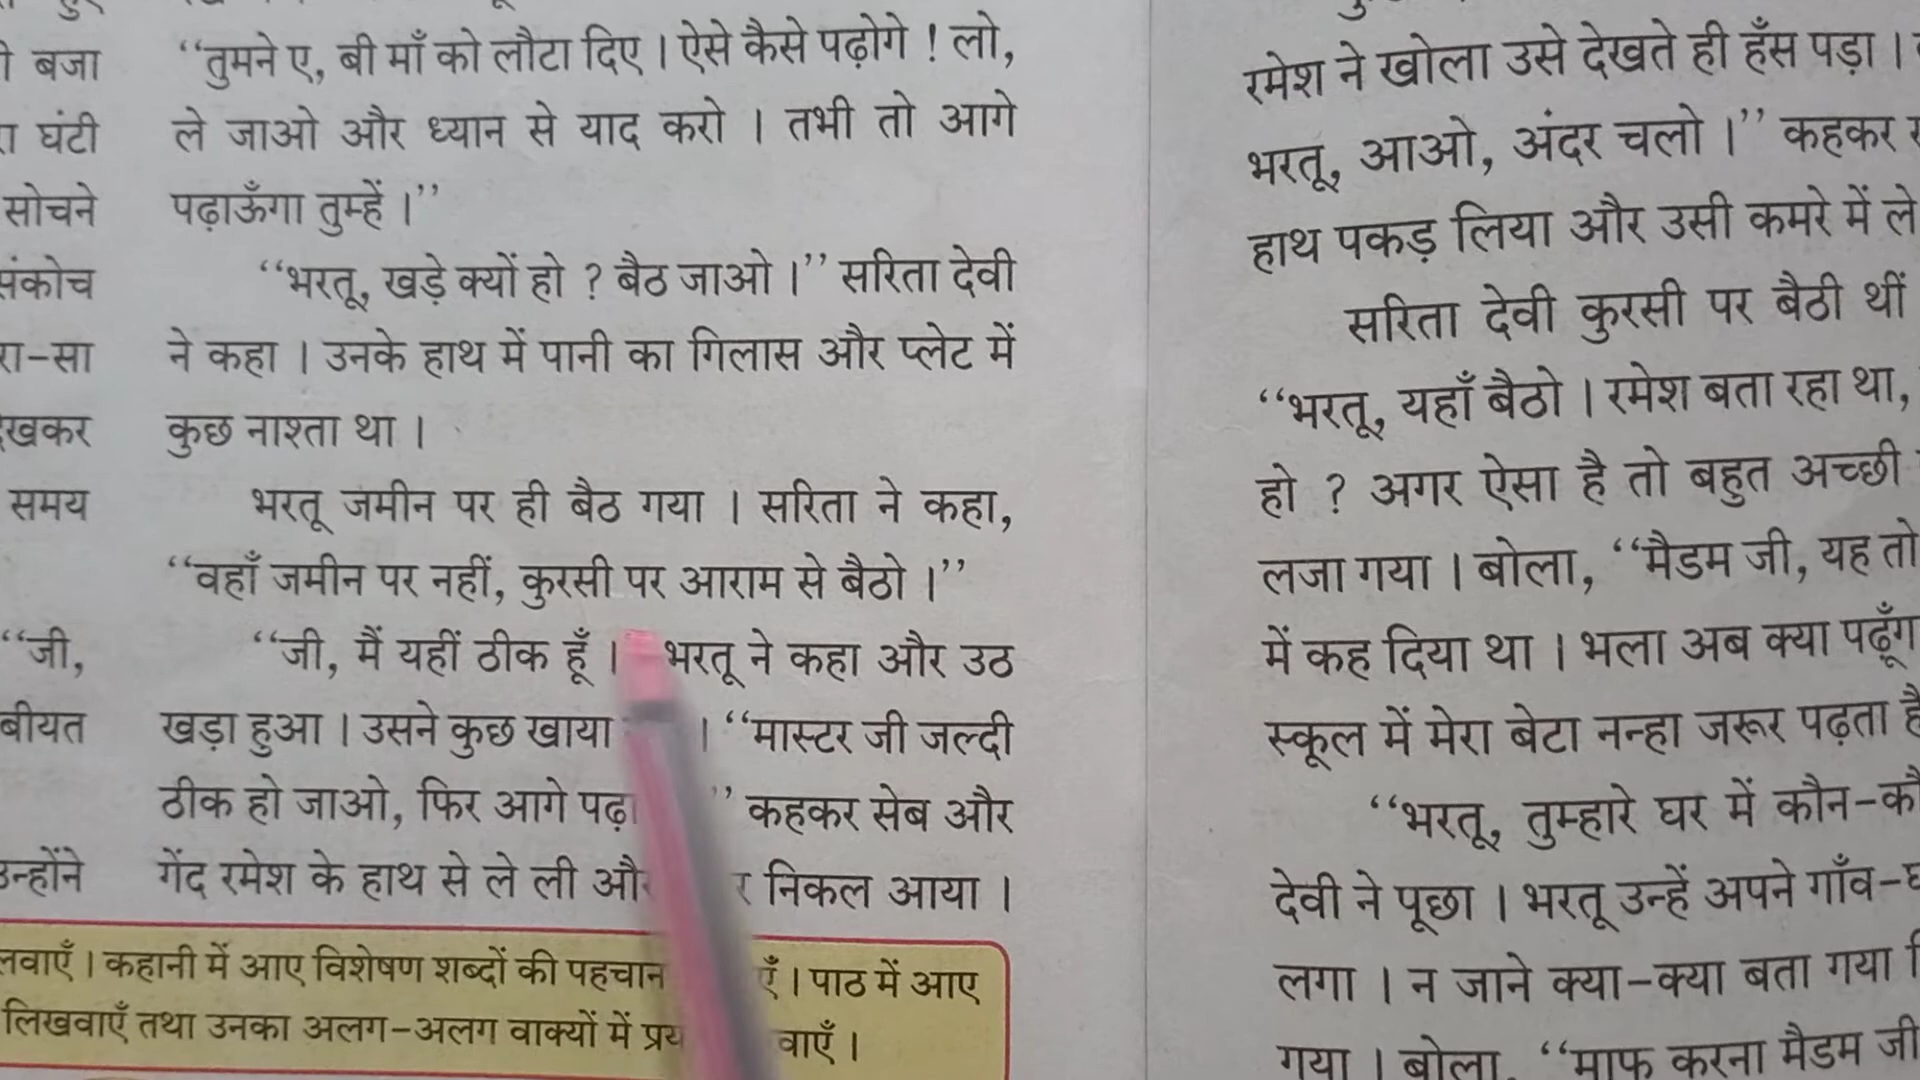 बजा
घंटी
सोचने
संकोच
रा-सा
देखकर
समय
“जी,
बीयत
उन्होंने
“तुमने ए, बी माँ को लौटा दिए । ऐसे कैसे पढ़ोगे ! लो,
ले जाओ और ध्यान से याद करो । तभी तो आगे
पढ़ाऊँगा तुम्हें ।”
“भरतू, खड़े क्यों हो ? बैठ जाओ ।” सरिता देवी
ने कहा । उनके हाथ में पानी का गिलास और प्लेट में
कुछ नाश्ता था ।
भरतू जमीन पर ही बैठ गया । सरिता ने कहा,
“वहाँ जमीन पर नहीं, कुरसी पर आराम से बैठो ।”
“जी, मैं यहीं ठीक हूँ । भरतू ने कहा और उठ
खड़ा हुआ । उसने कुछ खाया । “मास्टर जी जल्दी
ठीक हो जाओ, फिर आगे ” कहकर सेब और
गेंद रमेश के हाथ से ले ली निकल आया ।
लवाएँ । कहानी में आए विशेषण शब्दों की पहचान । पाठ में आए
लिखवाएँ तथा उनका अलग-अलग वाक्यों में वाएँ ।
रमेश ने खोला उसे देखते ही हँस पड़ा ।
भरतू, आओ, अंदर चलो ।” कहकर
हाथ पकड़ लिया और उसी कमरे में ले
सरिता देवी कुरसी पर बैठी थीं
“भरतू, यहाँ बैठो । रमेश बता रहा था,
हो ? अगर ऐसा है तो बहुत अच्छी
लजा गया । बोला, “मैडम जी, यह तो
में कह दिया था । भला अब क्या पढ़ूँग
स्कूल में मेरा बेटा नन्हा जरूर पढ़ता है
“भरतू, तुम्हारे घर में कौन-कौ
देवी ने पूछा । भरतू उन्हें अपने गाँव-घ
लगा । न जाने क्या-क्या बता गया
गया । बोला, “माफ करना मैडम जी